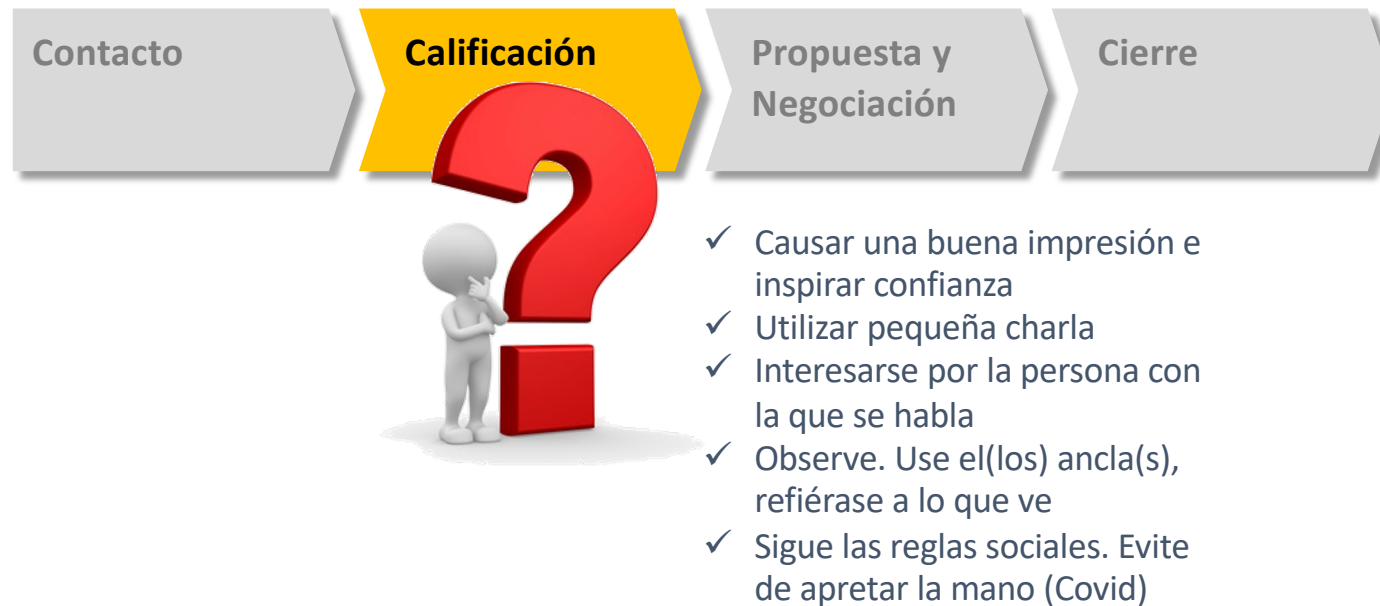 Contacto
Calificación
Propuesta y
Negociación
Cierre
✓ Causar una buena impresión e
inspirar confianza
✓ Utilizar pequeña charla
✓ Interesarse por la persona con
la que se habla
✓ Observe. Use el(los) ancla(s),
refiérase a lo que ve
✓ Sigue las reglas sociales. Evite
de apretar la mano (Covid)